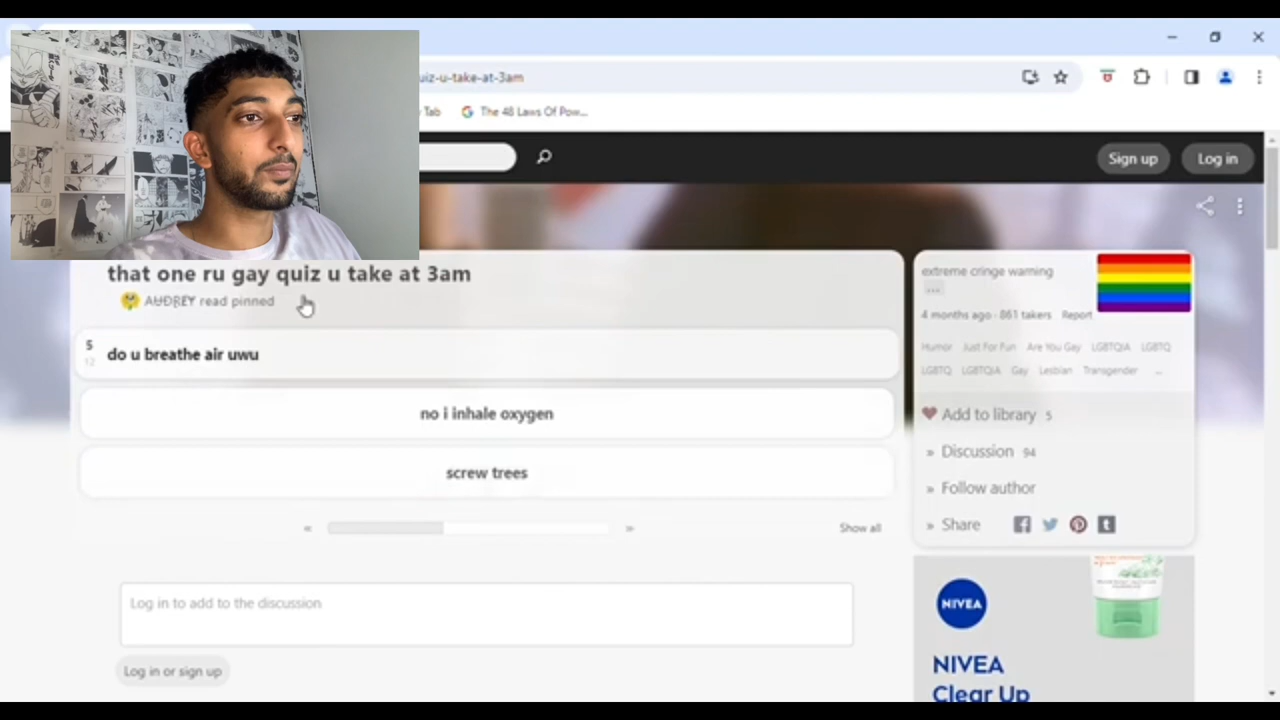 uiz-u-take-at-3am
Tab
The 48 Laws Of Pow...
Sign up
Log in
that one ru gay quiz u take at 3am
AUDREY read pinned
5
12
do u breathe air uwu
no i inhale oxygen
screw trees
«
»
Show all
Log in to add to the discussion
Log in or sign up
extreme cringe warning
...
4 months ago · 861 takers Report
Humor Just For Fun Are You Gay LGBTQIA LGBTQ
LGBTQ LGBTQIA Gay Lesbian Transgender ...
Add to library 5
» Discussion 94
» Follow author
» Share
NIVEA
NIVEA
Clear Up